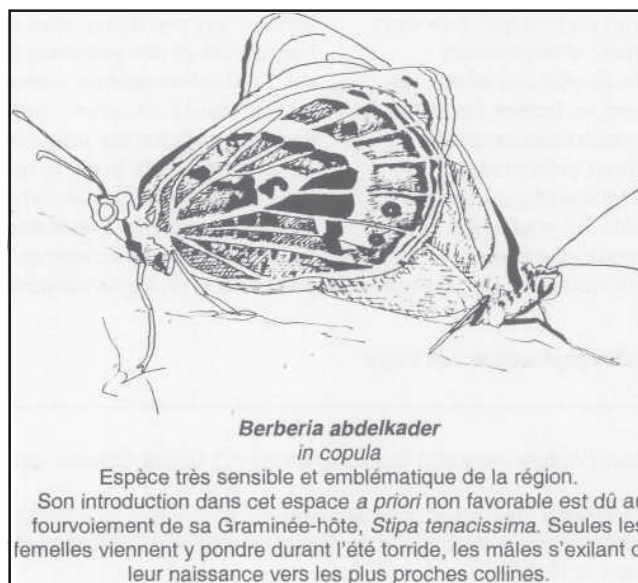 Berberia abdelkader
in copula
Espèce très sensible et emblématique de la région.
Son introduction dans cet espace a priori non favorable est dû au
fourvoiement de sa Graminée-hôte, Stipa tenacissima. Seules les
femelles viennent y pondre durant l'été torride, les mâles s'exilant
leur naissance vers les plus proches collines.